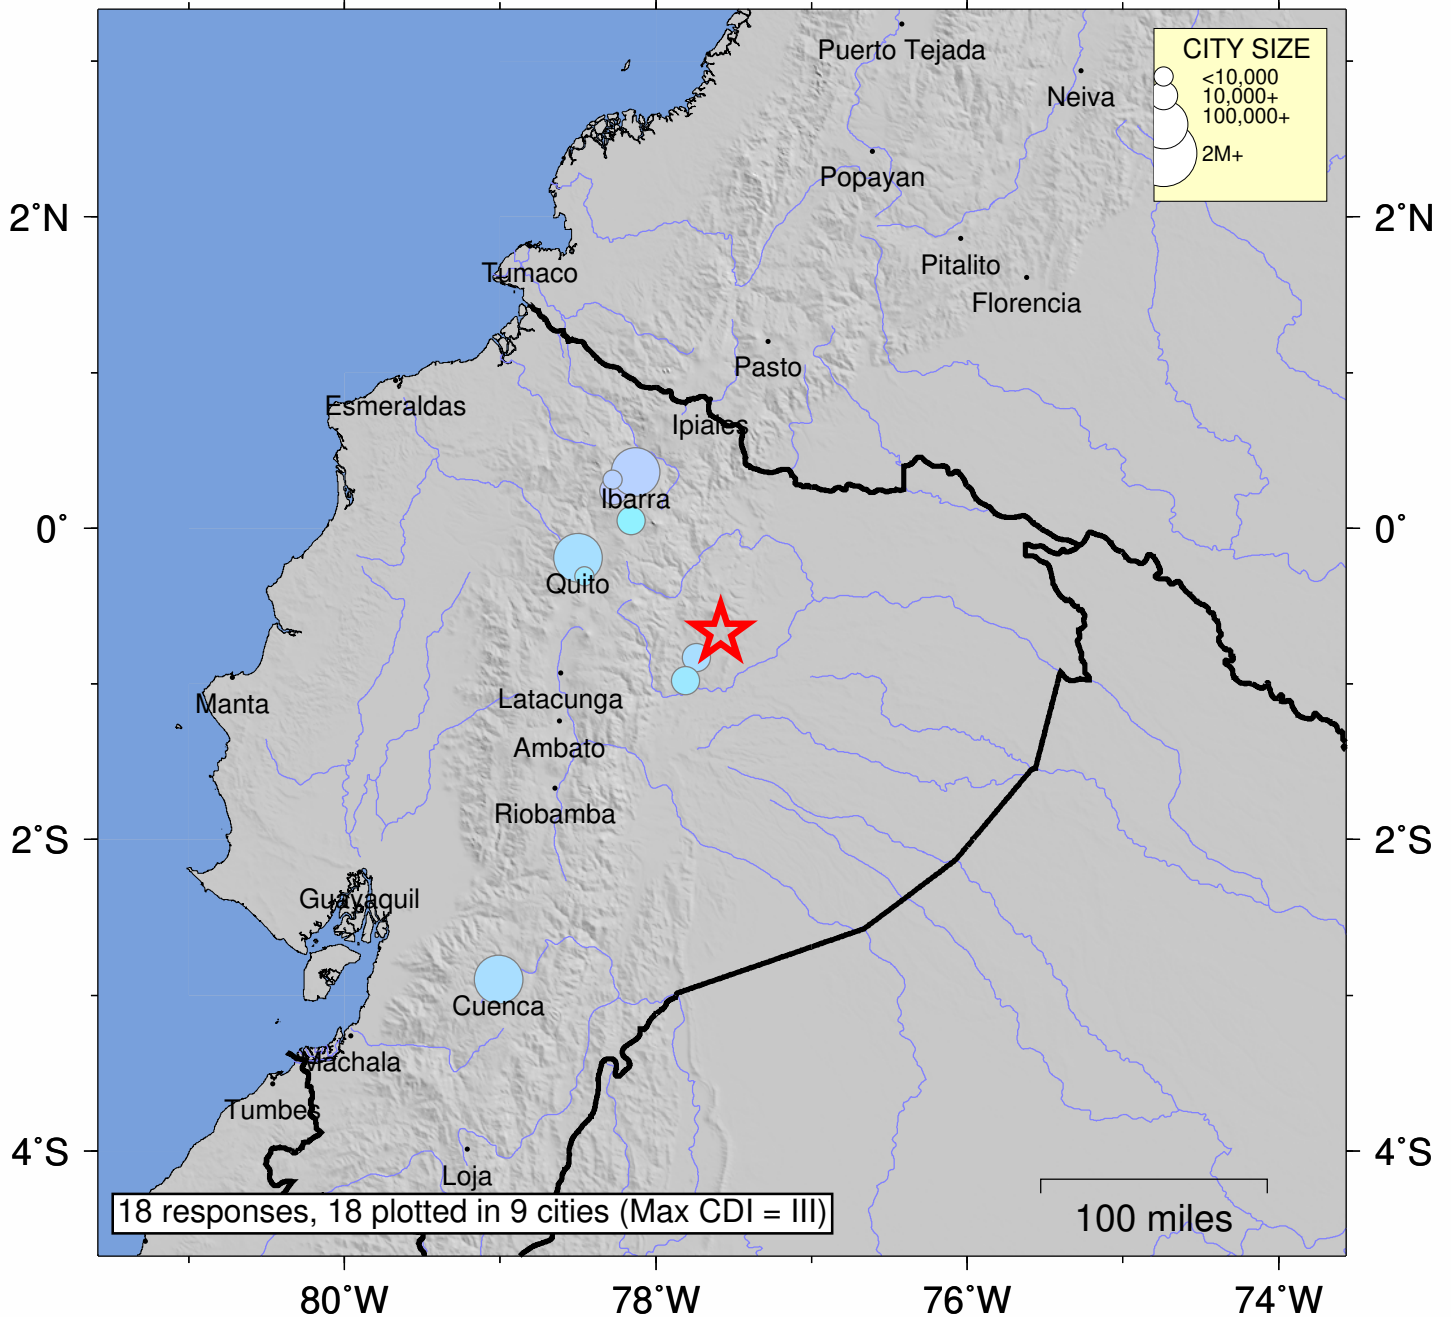 Puerto Tejada
CITY SIZE
<10,000
10,000+
100,000+
2M+
Neiva
Popayan
2˚N
2˚N
Pitalito
Tumaco
Florencia
Pasto
Esmeraldas
Ipiales
Ibarra
0˚
0˚
Quito
Latacunga
Manta
Ambato
Riobamba
2˚S
2˚S
Guayaquil
Cuenca
Machala
Tumbes
4˚S
4˚S
Loja
18 responses, 18 plotted in 9 cities (Max CDI = III)
100 miles
80˚W
78˚W
76˚W
74˚W